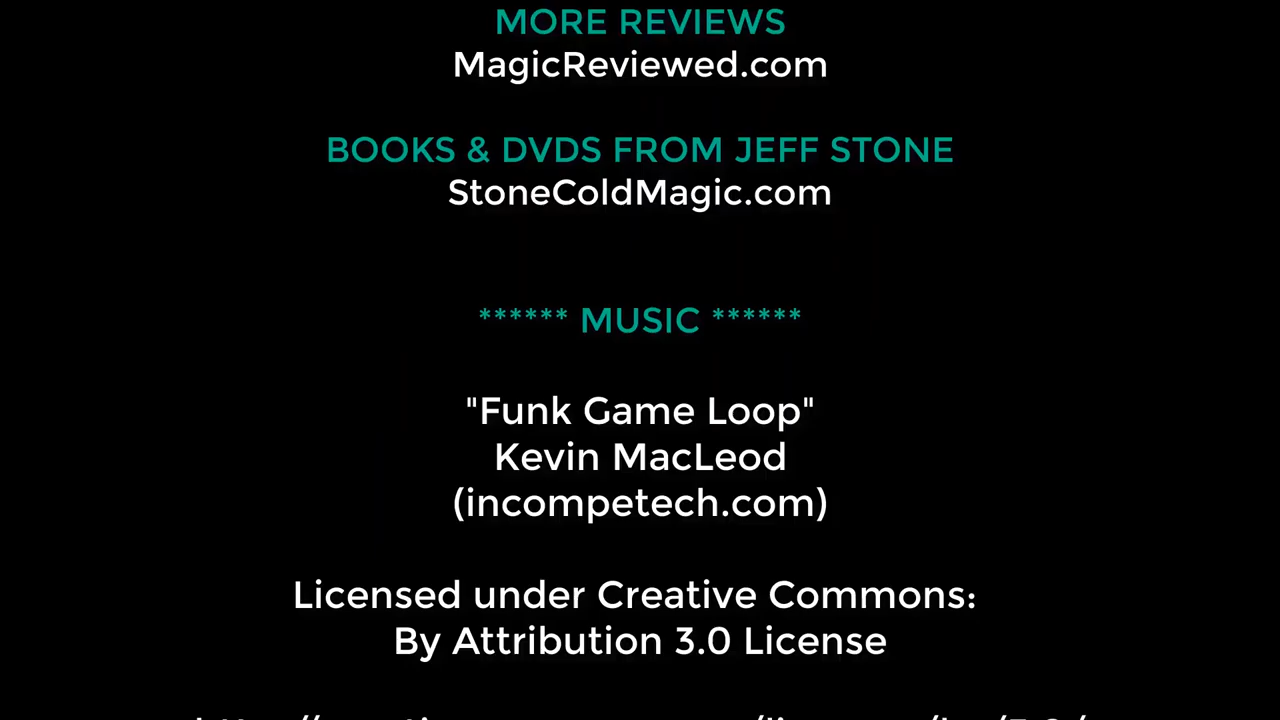 MORE REVIEWS
MagicReviewed.com
BOOKS & DVDS FROM JEFF STONE
StoneColdMagic.com
****** MUSIC ******
"Funk Game Loop"
Kevin MacLeod
(incompetech.com)
Licensed under Creative Commons:
By Attribution 3.0 License